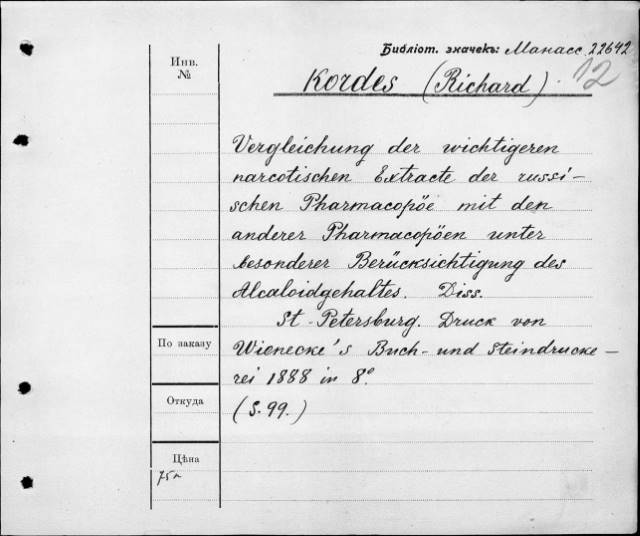 Библіот. значекъ: Манасс. 22642
12
Инв.
№
Kordes (Richard).
Vergleichung der wichtigeren
narcotischen Extracte der russi-
schen Pharmacopöe mit den
anderer Pharmacopöen unter
besonderer Berücksichtigung des
Alcaloidgehaltes. Diss.
St-Petersburg. Druck von
По заказу
Wienecke's Buch- und Steindrucke-
rei 1888 in 8º.
Откуда
(S. 99.)
Цѣна